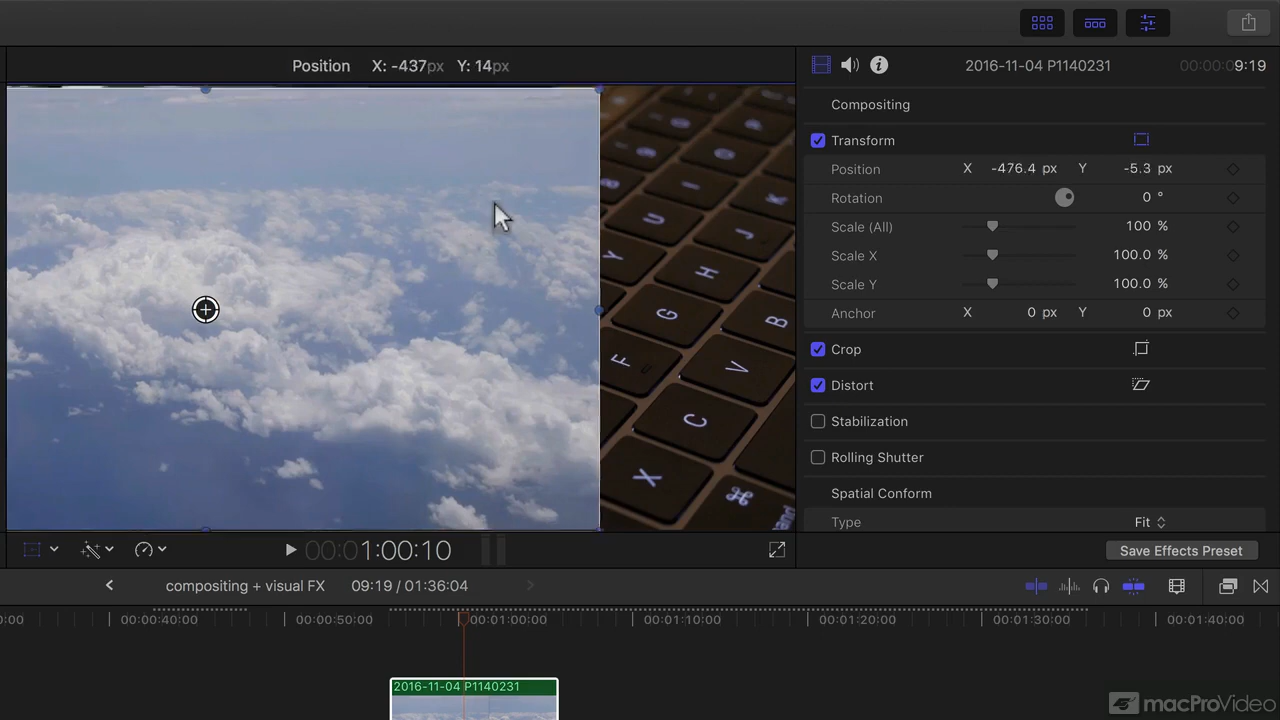 Position X: -437px Y: 14px
2016-11-04 P1140231 00:00:09:19
Compositing
Transform
Position X -476.4 px Y -5.3 px
Rotation 0 °
Scale (All) 100 %
Scale X 100.0 %
Scale Y 100.0 %
Anchor X 0 px Y 0 px
Crop
Distort
Stabilization
Rolling Shutter
Spatial Conform
Type Fit
Save Effects Preset
00:01:00:10
compositing + visual FX 09:19 / 01:36:04
0:00 00:00:40:00 00:00:50:00 00:01:00:00 00:01:10:00 00:01:20:00 00:01:30:00 00:01:40:00
2016-11-04 P1140231
macProVideo
U
J
Y
H
G
B
F
V
C
X
⌘